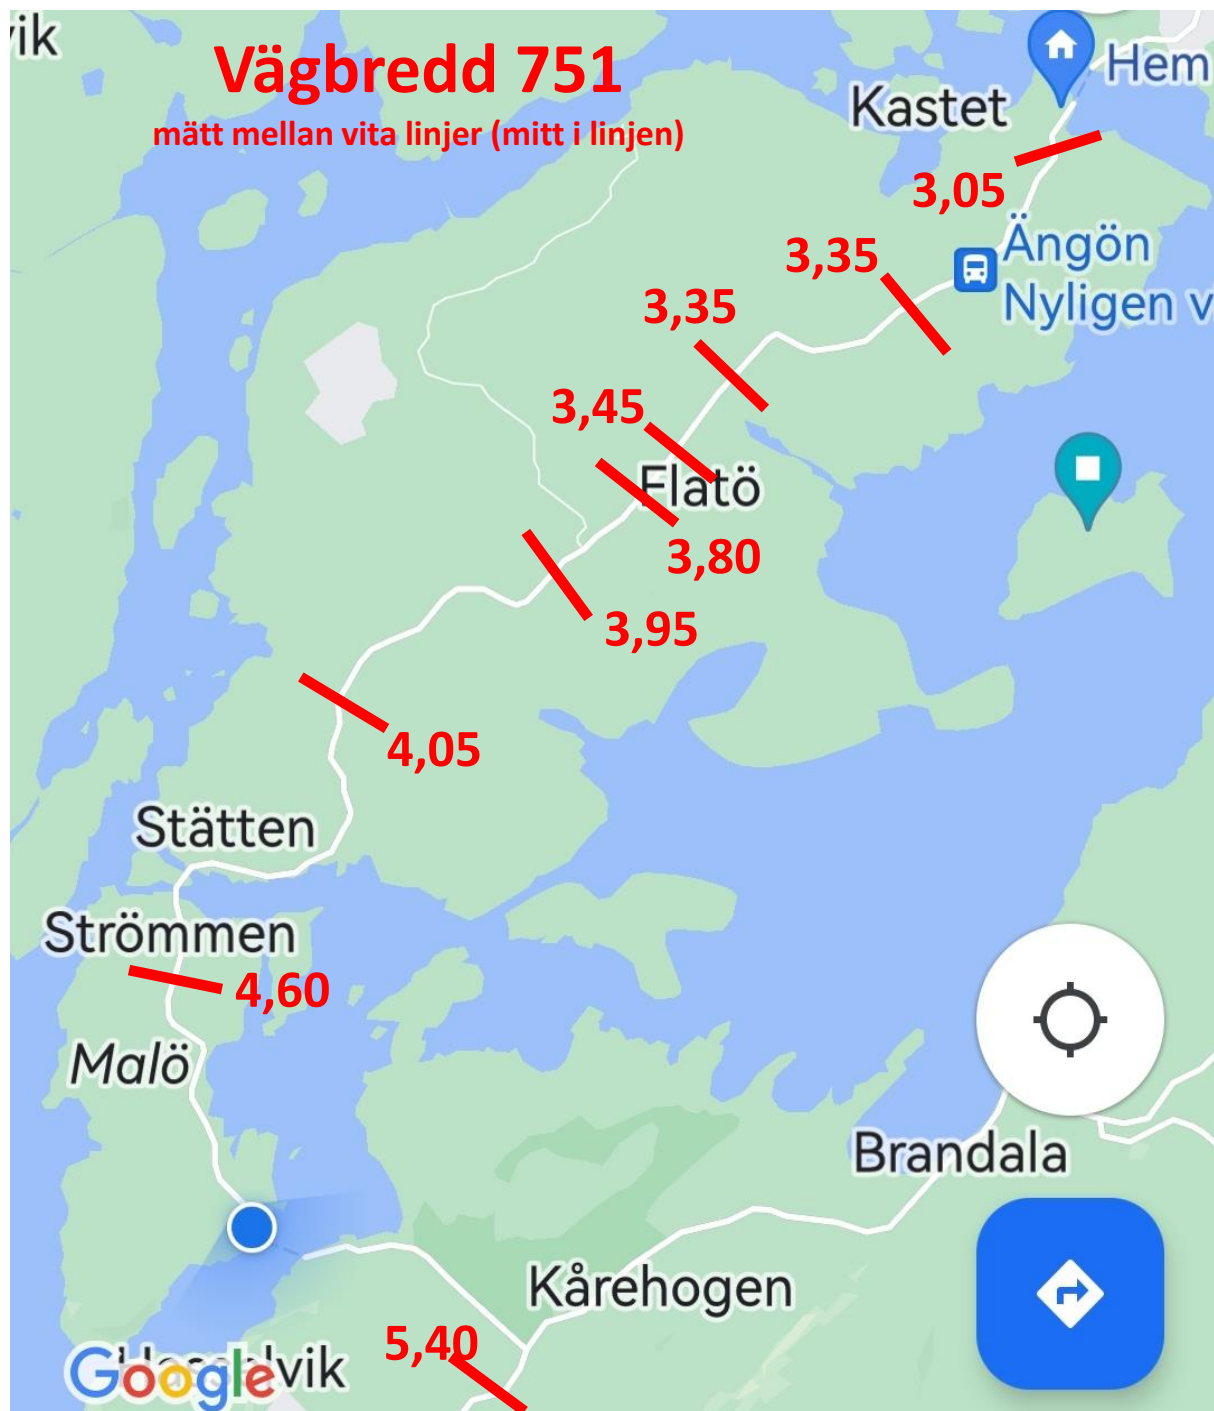 vik
Vägbredd 751
mätt mellan vita linjer (mitt i linjen)
Hem
Kastet
3,05
Ängön
Nyligen v
3,35
3,35
3,45
Flatö
3,80
3,95
4,05
Stätten
Strömmen
4,60
Malö
Brandala
Kårehogen
5,40
Google